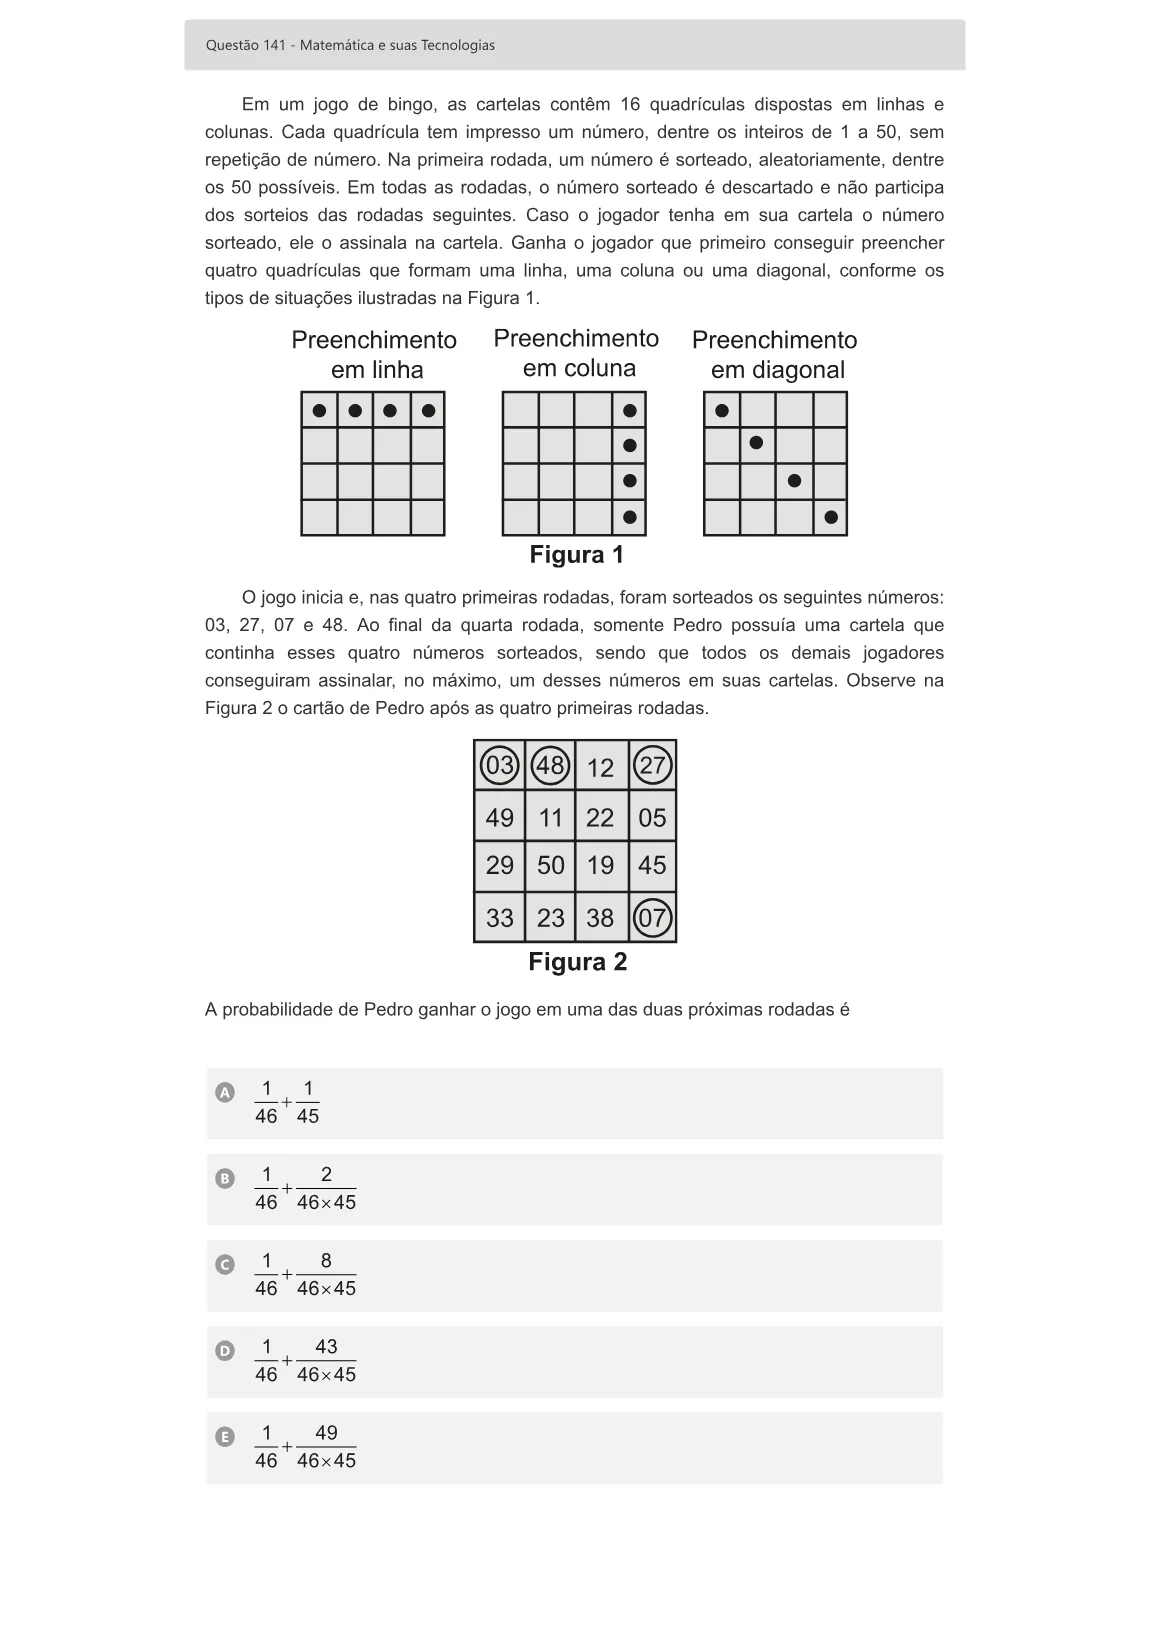 Questão 141 - Matemática e suas Tecnologias
Em um jogo de bingo, as cartelas contêm 16 quadrículas dispostas em linhas e
colunas. Cada quadrícula tem impresso um número, dentre os inteiros de 1 a 50, sem
repetição de número. Na primeira rodada, um número é sorteado, aleatoriamente, dentre
os 50 possíveis. Em todas as rodadas, o número sorteado é descartado e não participa
dos sorteios das rodadas seguintes. Caso o jogador tenha em sua cartela o número
sorteado, ele o assinala na cartela. Ganha o jogador que primeiro conseguir preencher
quatro quadrículas que formam uma linha, uma coluna ou uma diagonal, conforme os
tipos de situações ilustradas na Figura 1.
Preenchimento
em linha
Preenchimento
em coluna
Preenchimento
em diagonal
Figura 1
O jogo inicia e, nas quatro primeiras rodadas, foram sorteados os seguintes números:
03, 27, 07 e 48. Ao final da quarta rodada, somente Pedro possuía uma cartela que
continha esses quatro números sorteados, sendo que todos os demais jogadores
conseguiram assinalar, no máximo, um desses números em suas cartelas. Observe na
Figura 2 o cartão de Pedro após as quatro primeiras rodadas.
03 48 12 27
49 11 22 05
29 50 19 45
33 23 38 07
Figura 2
A probabilidade de Pedro ganhar o jogo em uma das duas próximas rodadas é
A 1/46 + 1/45
B 1/46 + 2/46×45
C 1/46 + 8/46×45
D 1/46 + 43/46×45
E 1/46 + 49/46×45